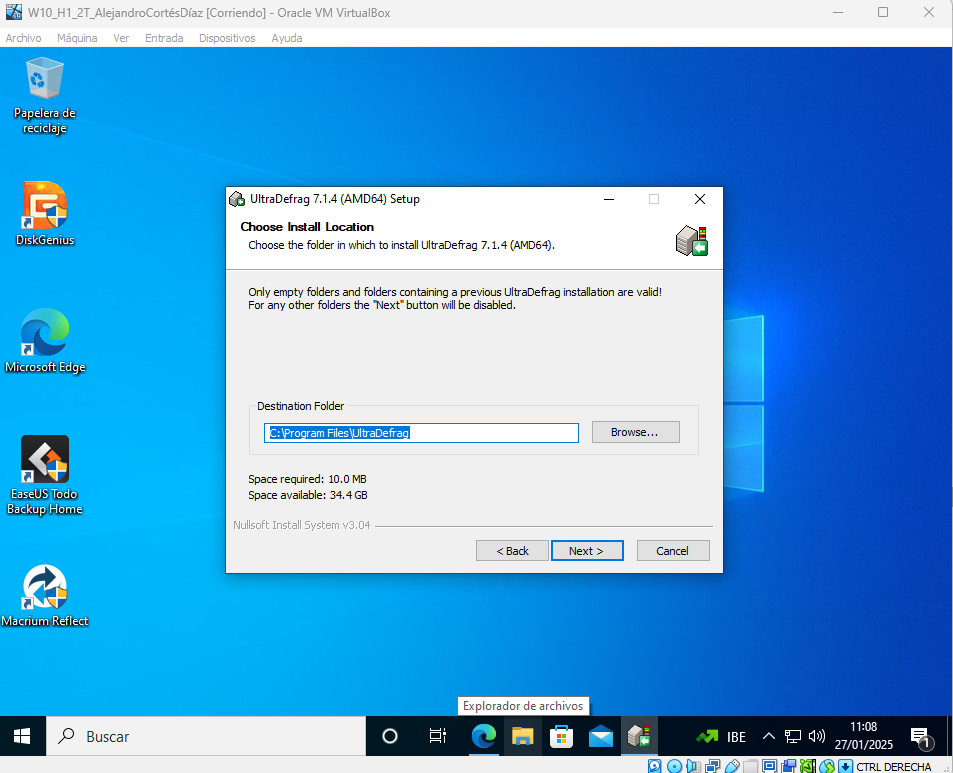 W10_H1_2T_AlejandroCortésDíaz [Corriendo] - Oracle VM VirtualBox
Archivo Máquina Ver Entrada Dispositivos Ayuda
Papelera de
reciclaje
DiskGenius
Microsoft Edge
EaseUS Todo
Backup Home
Macrium Reflect
UltraDefrag 7.1.4 (AMD64) Setup
Choose Install Location
Choose the folder in which to install UltraDefrag 7.1.4 (AMD64).
Only empty folders and folders containing a previous UltraDefrag installation are valid!
For any other folders the "Next" button will be disabled.
Destination Folder
C:\Program Files\UltraDefrag
Browse...
Space required: 10.0 MB
Space available: 34.4 GB
Nullsoft Install System v3.04
< Back Next > Cancel
Explorador de archivos
Buscar
IBE
11:08
27/01/2025
1
CTRL DERECHA